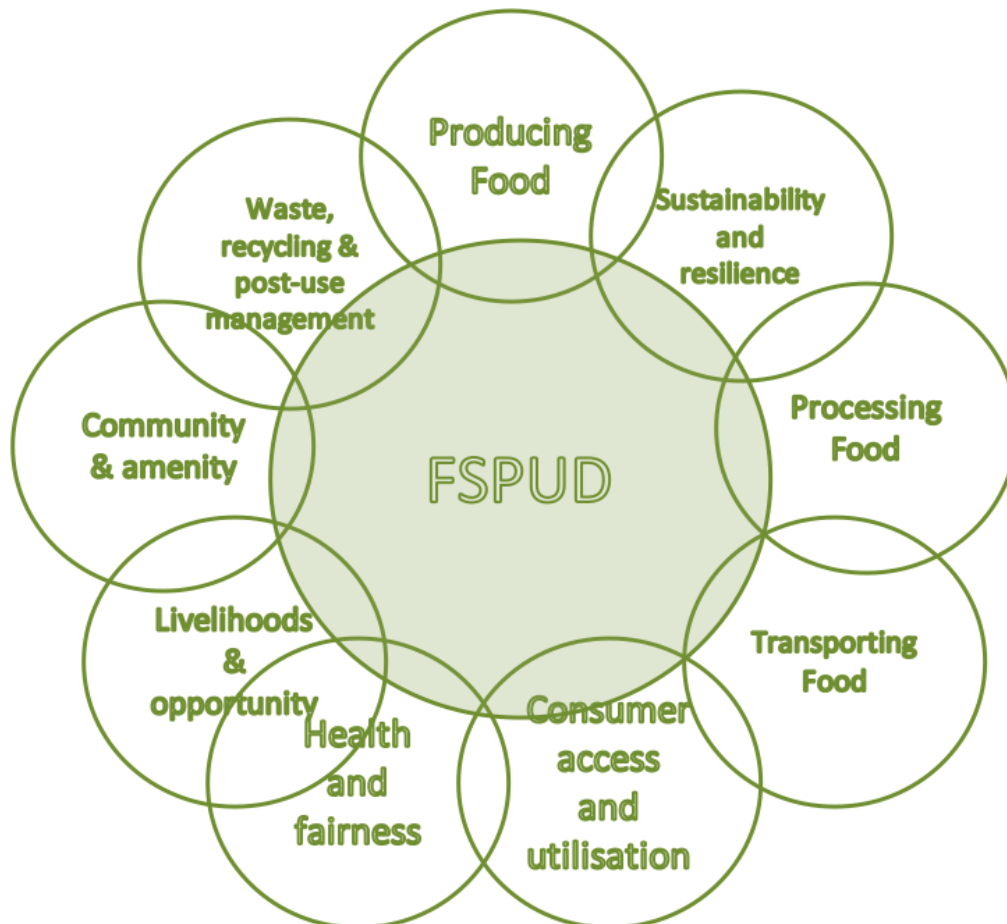 Producing
Food
Sustainability
and
resilience
Processing
Food
Transporting
Food
Consumer
access
and
utilisation
Health
and
fairness
Livelihoods
&
opportunity
Community
& amenity
Waste,
recycling &
post-use
management
FSPUD